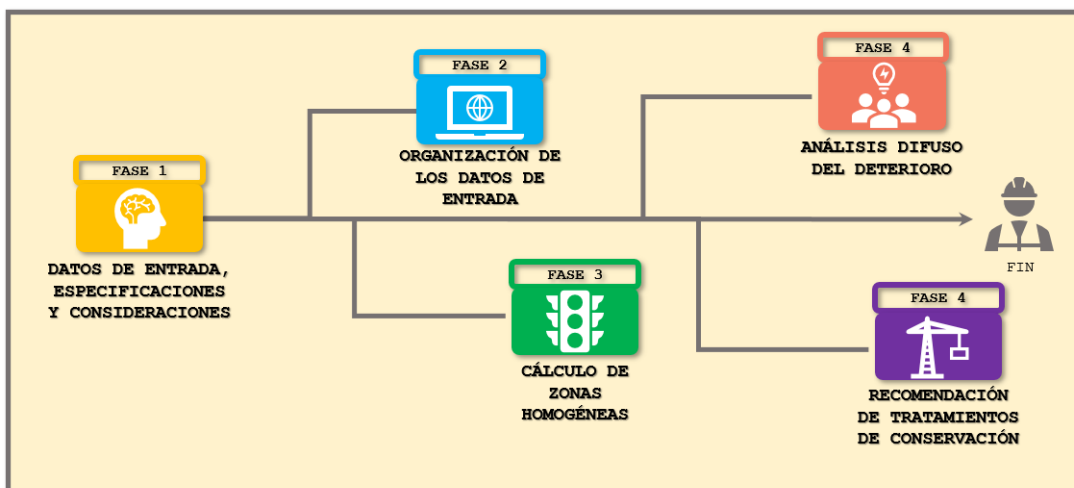 FASE 1
DATOS DE ENTRADA,
ESPECIFICACIONES
Y CONSIDERACIONES
FASE 2
ORGANIZACIÓN DE
LOS DATOS DE
ENTRADA
FASE 3
CÁLCULO DE
ZONAS
HOMOGÉNEAS
FASE 4
ANÁLISIS DIFUSO
DEL DETERIORO
FASE 4
RECOMENDACIÓN
DE TRATAMIENTOS
DE CONSERVACIÓN
FIN